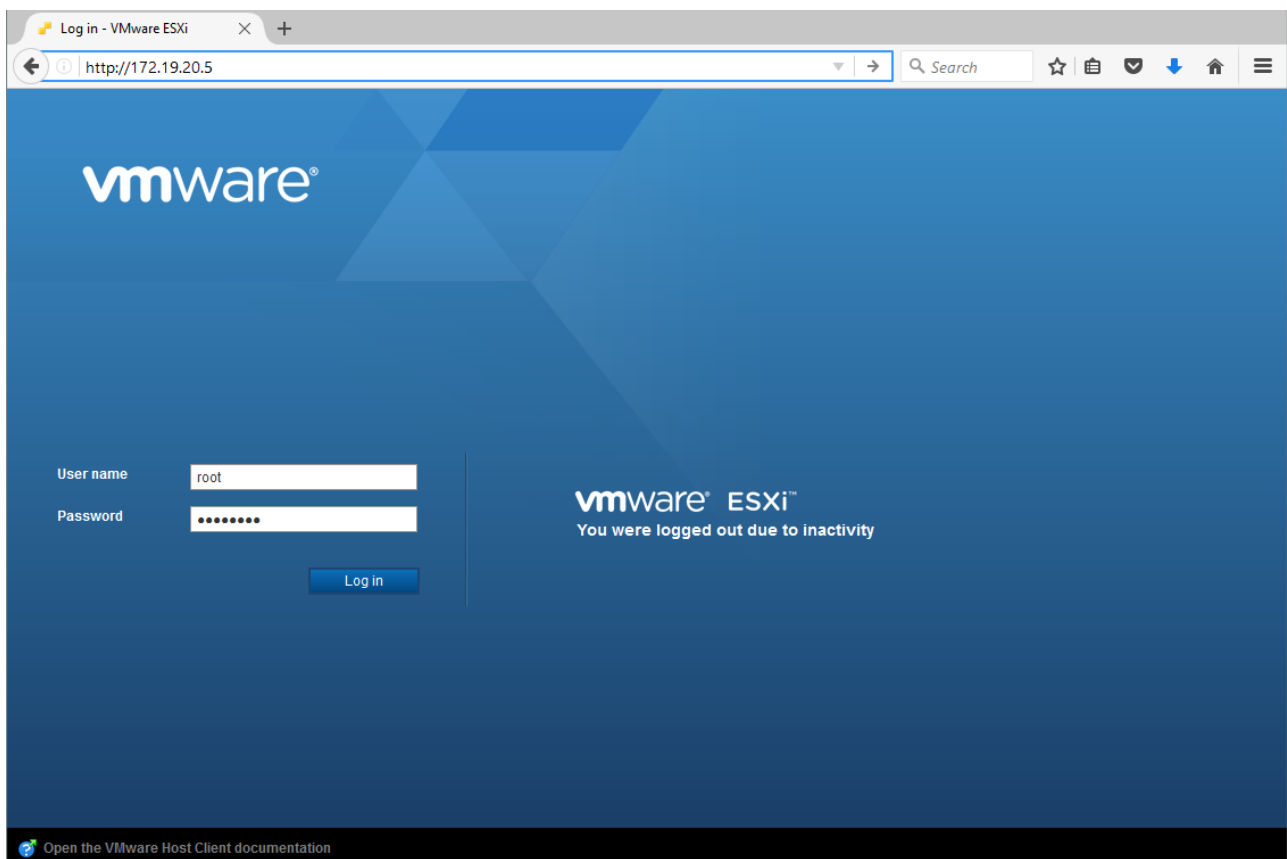 Log in - VMware ESXi
http://172.19.20.5
Search
vmware®
User name
root
Password
Log in
vmware® ESXi™
You were logged out due to inactivity
Open the VMware Host Client documentation